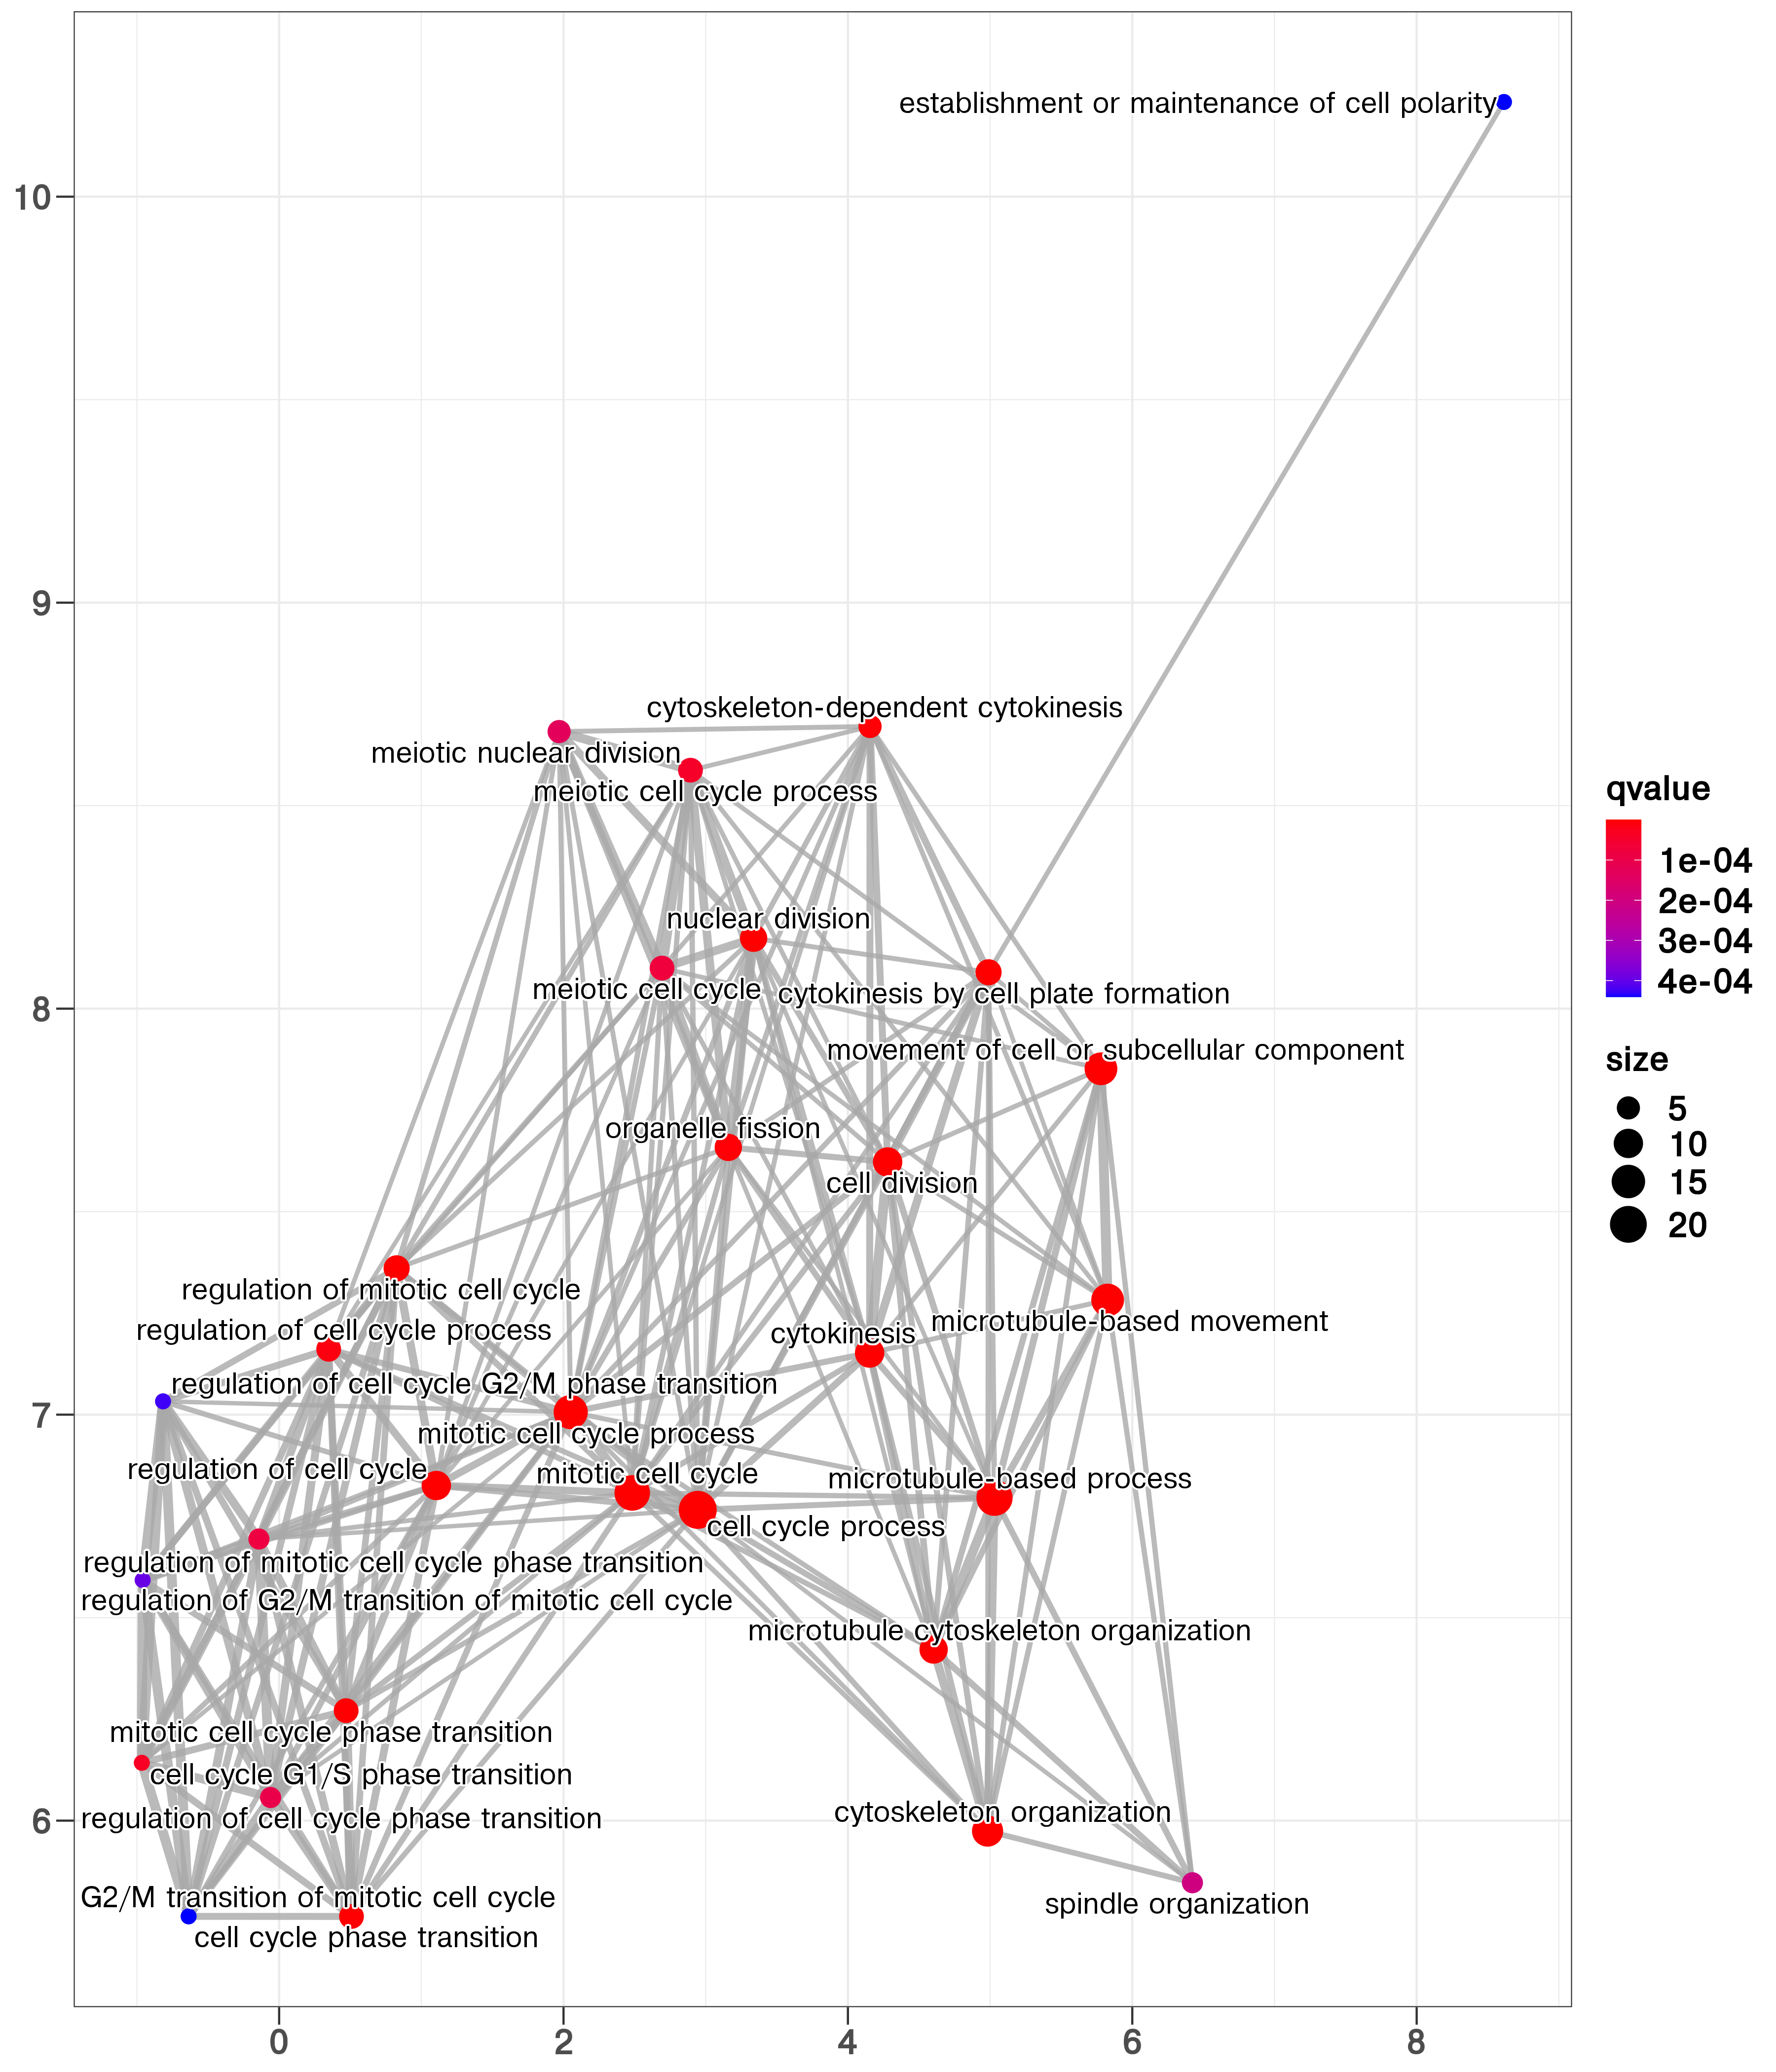 establishment or maintenance of cell polarity
10
9
cytoskeleton-dependent cytokinesis
meiotic nuclear division
meiotic cell cycle process
nuclear division
meiotic cell cycle
cytokinesis by cell plate formation
8
movement of cell or subcellular component
organelle fission
cell division
regulation of mitotic cell cycle
microtubule-based movement
regulation of cell cycle process
cytokinesis
regulation of cell cycle G2/M phase transition
7
mitotic cell cycle process
regulation of cell cycle
mitotic cell cycle
microtubule-based process
cell cycle process
regulation of mitotic cell cycle phase transition
regulation of G2/M transition of mitotic cell cycle
microtubule cytoskeleton organization
mitotic cell cycle phase transition
cell cycle G1/S phase transition
cytoskeleton organization
regulation of cell cycle phase transition
6
G2/M transition of mitotic cell cycle
spindle organization
cell cycle phase transition
0
2
4
6
8
qvalue
1e-04
2e-04
3e-04
4e-04
size
5
10
15
20